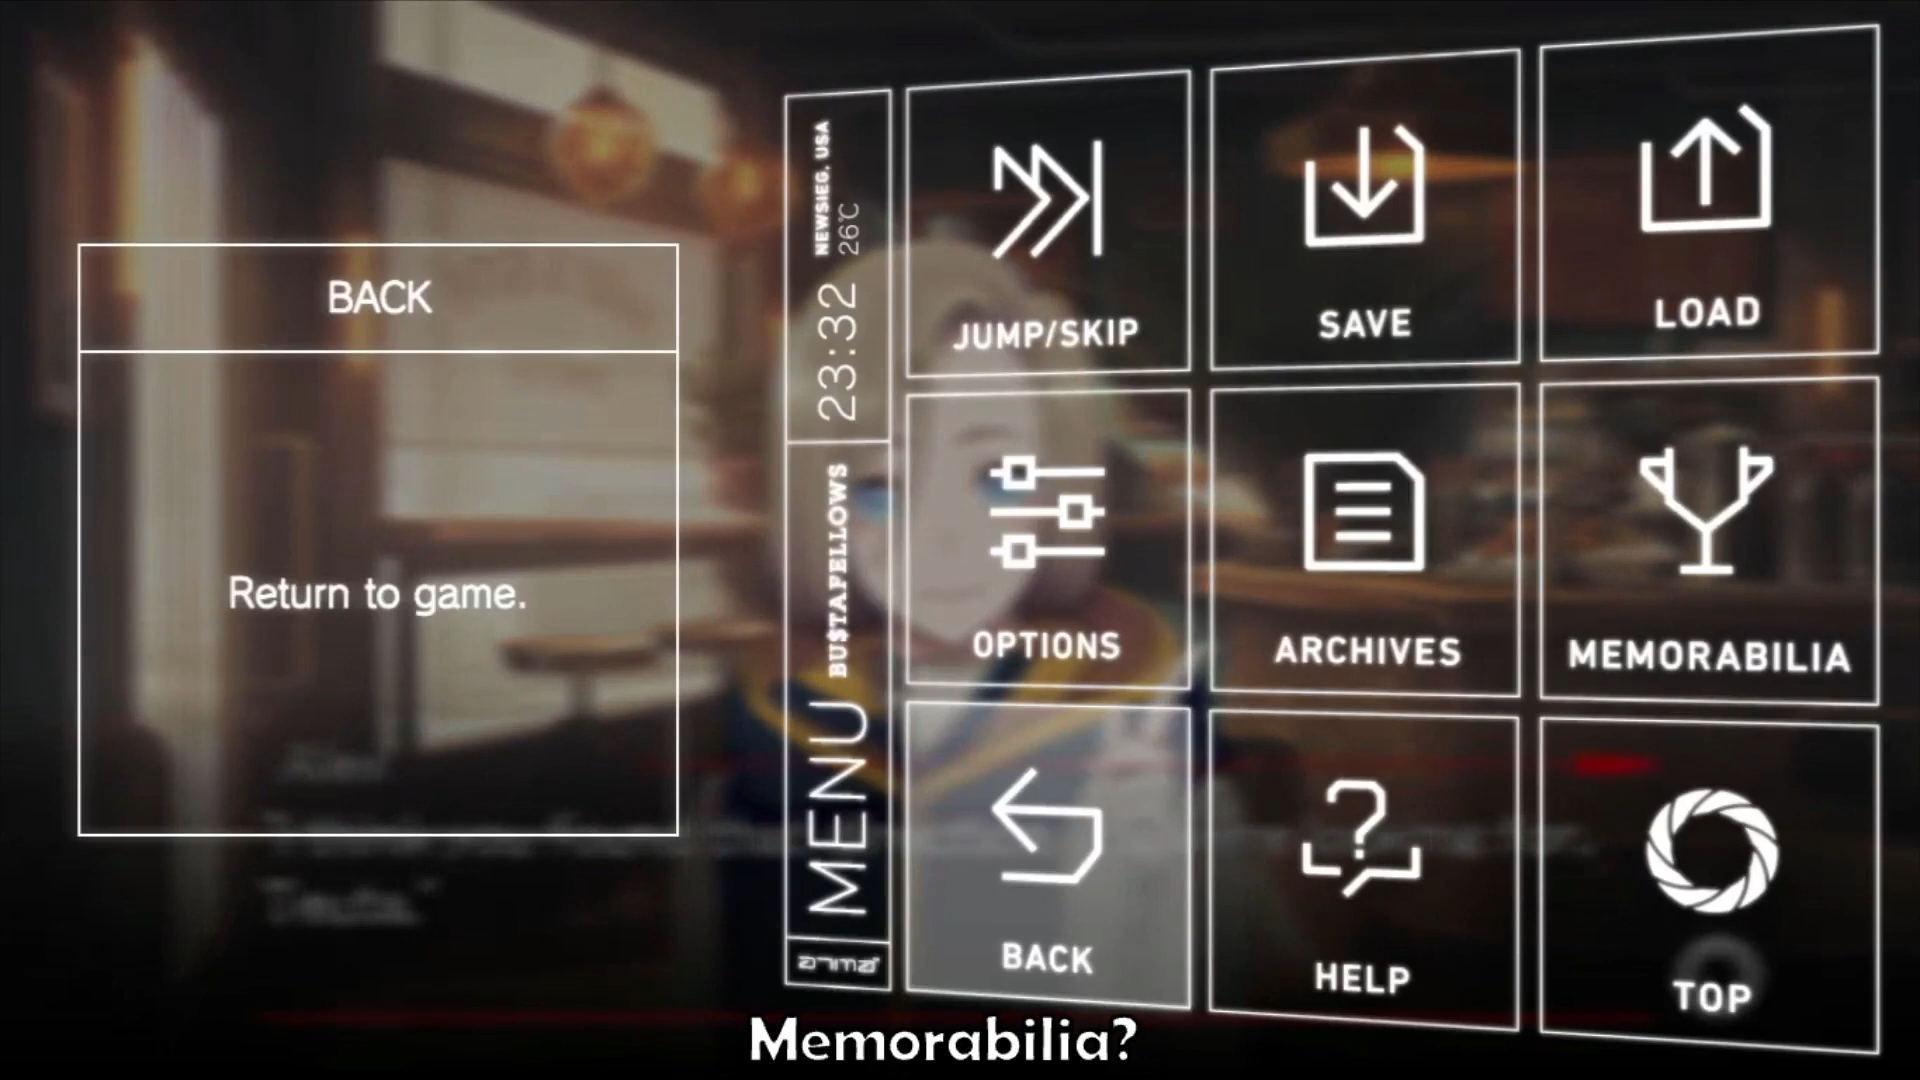 BACK
Return to game.
NEWSIEG, USA
26℃
23:32
BU$TAFELLOWS
MENU
JUMP/SKIP
SAVE
LOAD
OPTIONS
ARCHIVES
MEMORABILIA
BACK
HELP
TOP
Memorabilia?